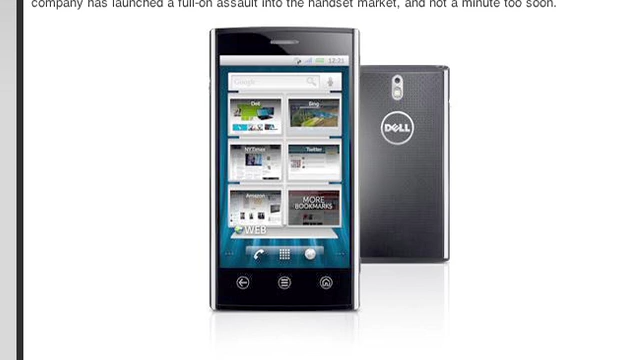 company has launched a full-on assault into the handset market, and not a minute too soon.
12:31
Google
Dell
Bing
NYTimes
Twitter
Amazon
MORE
BOOKMARKS
WEB
DELL